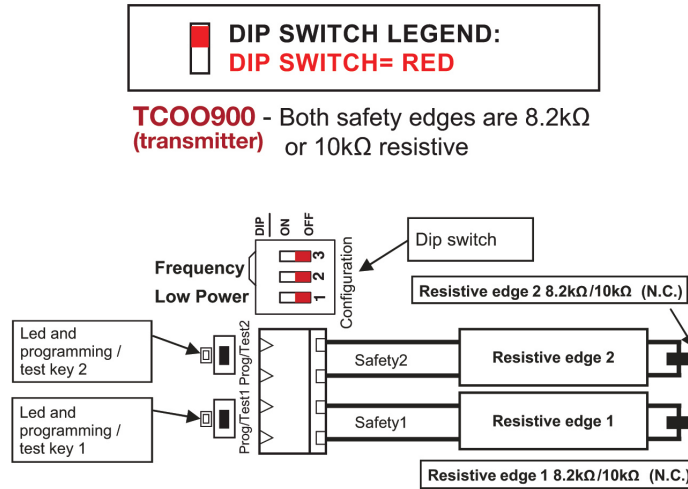 DIP SWITCH LEGEND:
DIP SWITCH= RED
TCOO900 - Both safety edges are 8.2kΩ
(transmitter) or 10kΩ resistive
DIP
ON
OFF
3
2
1
Frequency
Low Power
Configuration
Dip switch
Resistive edge 2 8.2kΩ/10kΩ (N.C.)
Led and
programming /
test key 2
Prog/Test2
Safety2
Resistive edge 2
Led and
programming /
test key 1
Prog/Test1
Safety1
Resistive edge 1
Resistive edge 1 8.2kΩ/10kΩ (N.C.)